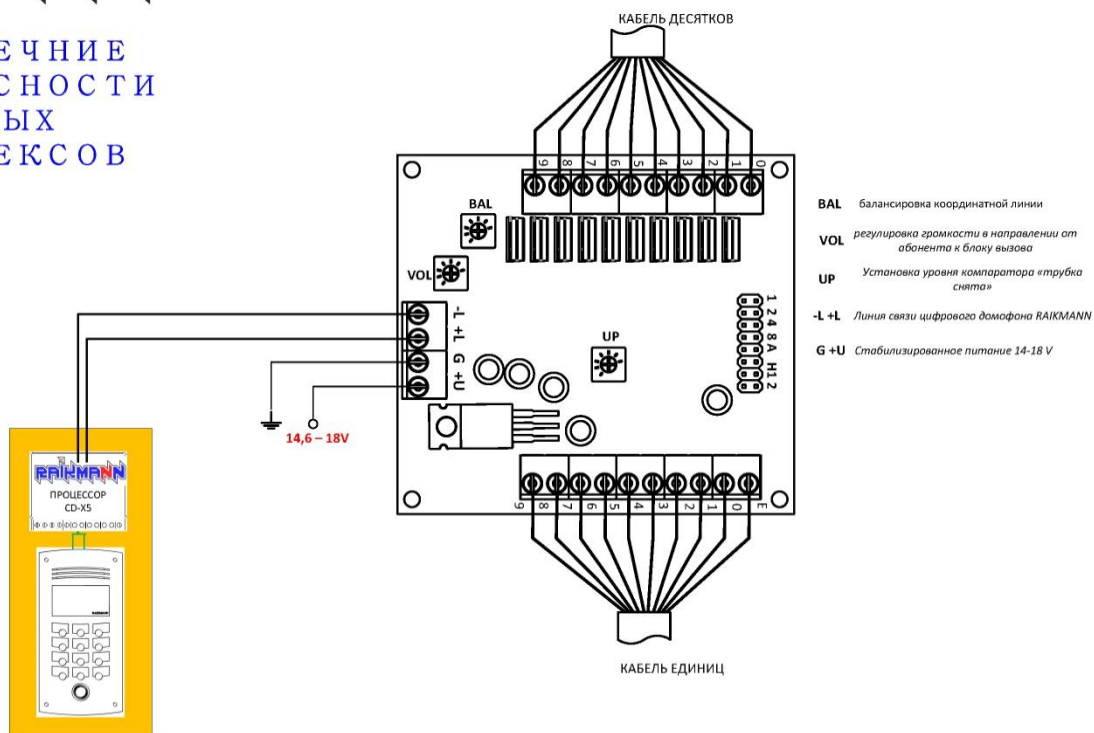 ЕЧНИЕ
СНОСТИ
ЫХ
ЕКСОВ
КАБЕЛЬ ДЕСЯТКОВ
9 8 7 6 5 4 3 2 1 0
BAL
VOL
-L +L G +U
UP
1 2 4 8 A H1 2
14,6 – 18V
9 8 7 6 5 4 3 2 1 0 E
КАБЕЛЬ ЕДИНИЦ
RAIKMANN
ПРОЦЕССОР
CD-X5
RAIKMANN
BAL балансировка координатной линии
VOL регулировка громкости в направлении от
абонента к блоку вызова
UP Установка уровня компаратора «трубка
снята»
-L +L Линия связи цифрового домофона RAIKMANN
G +U Стабилизированное питание 14-18 V